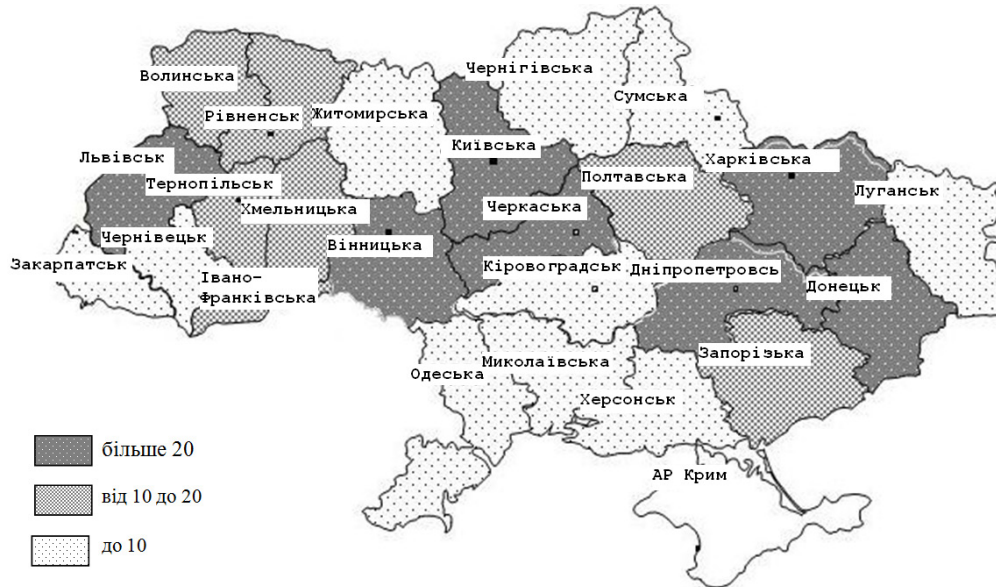 Чернігівська
Волинська
Сумська
Рівненськ
Житомирська
Київська
Львівськ
Харківська
Тернопільськ
Полтавська
Луганськ
Хмельницька
Черкаська
Чернівецьк
Вінницька
Закарпатськ
Івано-
Франківська
Кіровоградськ
Дніпропетровсь
Донецьк
Запорізька
Миколаївська
Одеська
Херсонськ
АР Крим
більше 20
від 10 до 20
до 10